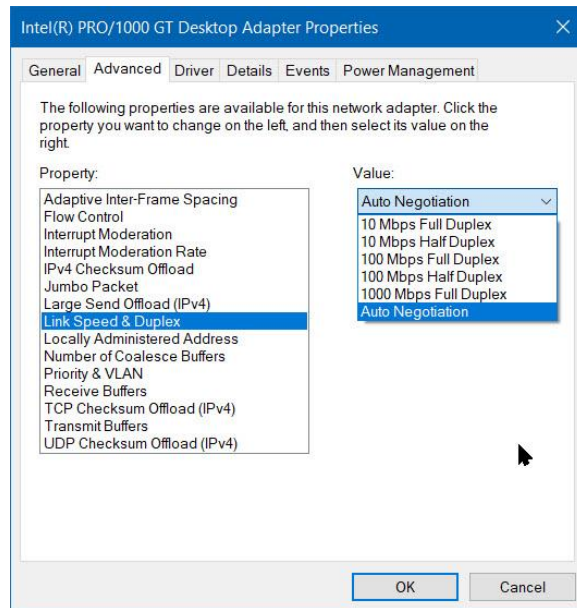 Intel(R) PRO/1000 GT Desktop Adapter Properties
General Advanced Driver Details Events Power Management
The following properties are available for this network adapter. Click the
property you want to change on the left, and then select its value on the
right.
Property:
Adaptive Inter-Frame Spacing
Flow Control
Interrupt Moderation
Interrupt Moderation Rate
IPv4 Checksum Offload
Jumbo Packet
Large Send Offload (IPv4)
Link Speed & Duplex
Locally Administered Address
Number of Coalesce Buffers
Priority & VLAN
Receive Buffers
TCP Checksum Offload (IPv4)
Transmit Buffers
UDP Checksum Offload (IPv4)
Value:
Auto Negotiation
10 Mbps Full Duplex
10 Mbps Half Duplex
100 Mbps Full Duplex
100 Mbps Half Duplex
1000 Mbps Full Duplex
Auto Negotiation
OK
Cancel